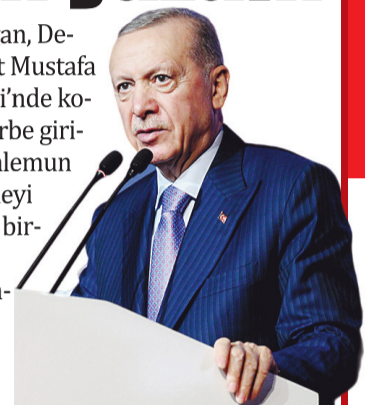 an, De-
t Mustafa
i’nde ko-
rbe giri-
lemun
eyi
bir-